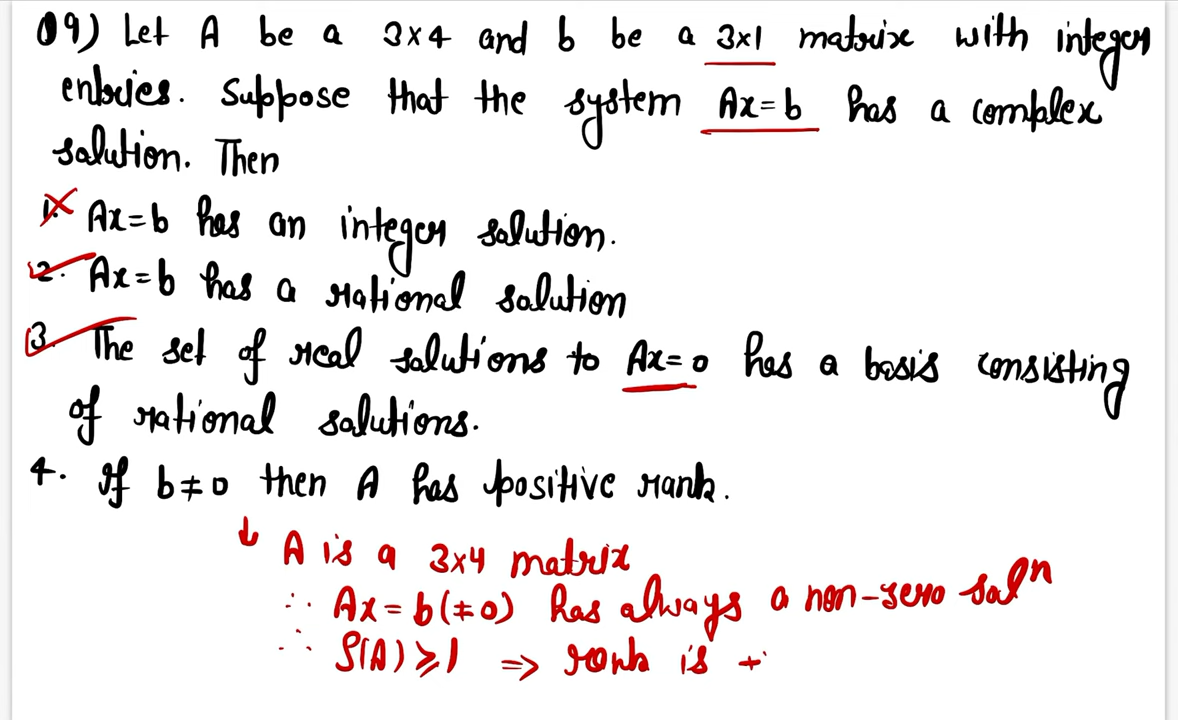 Q9) Let A be a 3×4 and b be a 3×1 matrix with integer
entries. Suppose that the system Ax=b has a complex
solution. Then
1. Ax=b has an integer solution.
2. Ax=b has a rational solution
3. The set of real solutions to Ax=0 has a basis consisting
of rational solutions.
4. If b≠0 then A has positive rank.
↓ A is a 3×4 matrix
∴ Ax=b(≠0) has always a non-zero solⁿ
∴ ρ(A)≥1 ⇒ rank is +